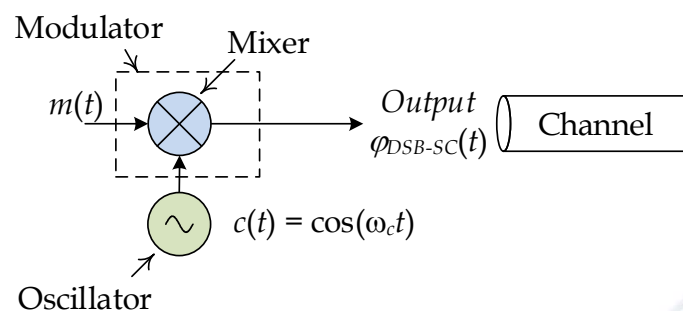 Modulator
Mixer
m(t)
Output
φDSB-SC(t)
Channel
c(t) = cos(ωct)
Oscillator